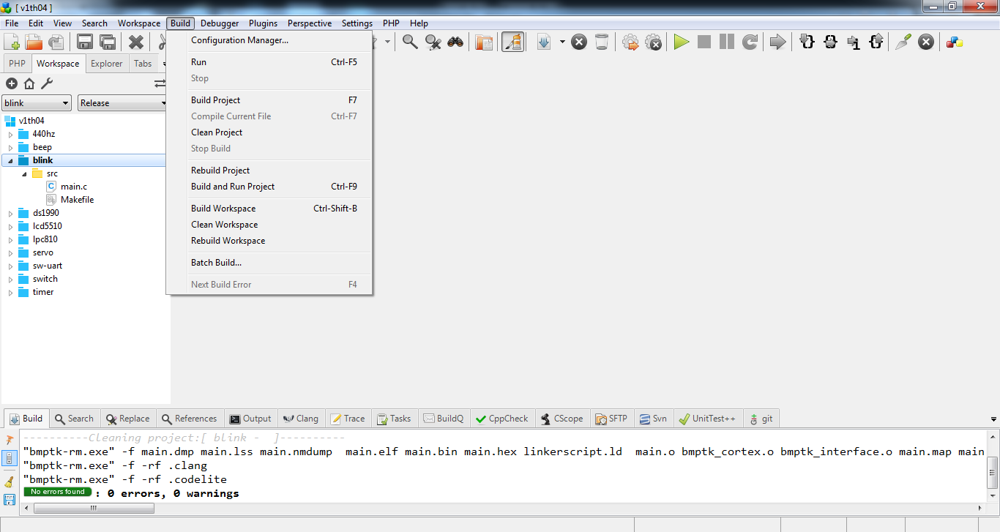 [ v1th04 ]
File Edit View Search Workspace Build Debugger Plugins Perspective Settings PHP Help
PHP Workspace Explorer Tabs
blink Release
v1th04
440hz
beep
blink
src
main.c
Makefile
ds1990
lcd5510
lpc810
servo
sw-uart
switch
timer
Configuration Manager...
Run Ctrl-F5
Stop
Build Project F7
Compile Current File Ctrl-F7
Clean Project
Stop Build
Rebuild Project
Build and Run Project Ctrl-F9
Build Workspace Ctrl-Shift-B
Clean Workspace
Rebuild Workspace
Batch Build...
Next Build Error F4
Build Search Replace References Output Clang Trace Tasks BuildQ CppCheck CScope SFTP Svn UnitTest++ git
----------Cleaning project:[ blink -  ]----------
"bmptk-rm.exe" -f main.dmp main.lss main.nmdump  main.elf main.bin main.hex linkerscript.ld  main.o bmptk_cortex.o bmptk_interface.o main.map main
"bmptk-rm.exe" -f -rf .clang
"bmptk-rm.exe" -f -rf .codelite
No errors found : 0 errors, 0 warnings